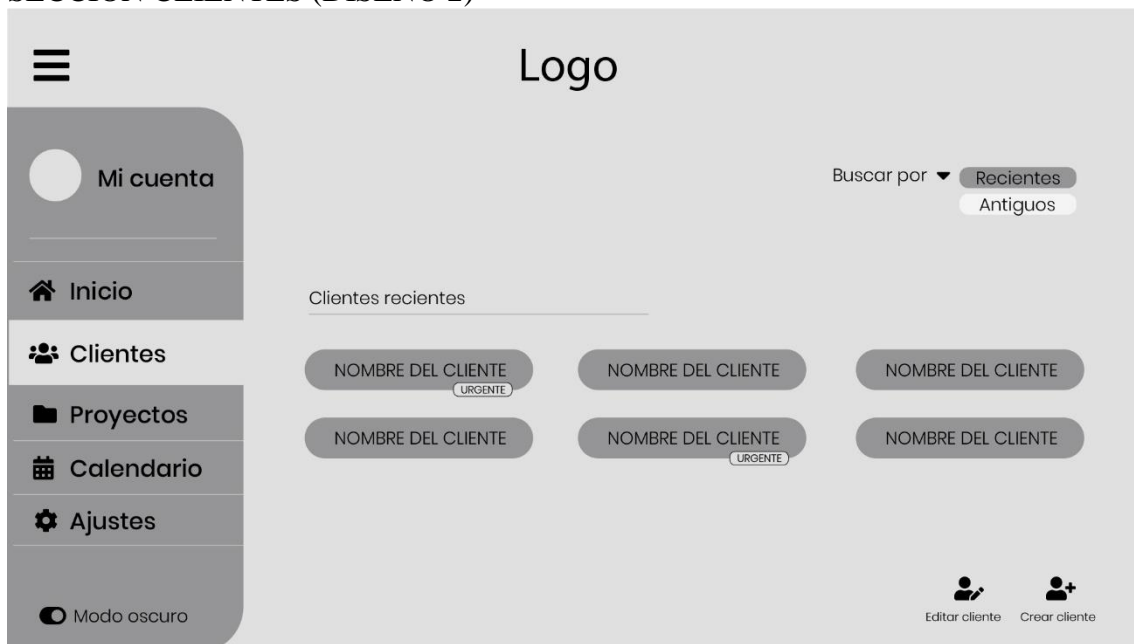 SECCIÓN CLIENTES (DISEÑO 2)
Logo
Mi cuenta
Buscar por
Recientes
Antiguos
Inicio
Clientes
Proyectos
Calendario
Ajustes
Modo oscuro
Clientes recientes
NOMBRE DEL CLIENTE
URGENTE
NOMBRE DEL CLIENTE
NOMBRE DEL CLIENTE
NOMBRE DEL CLIENTE
NOMBRE DEL CLIENTE
URGENTE
NOMBRE DEL CLIENTE
Editar cliente
Crear cliente